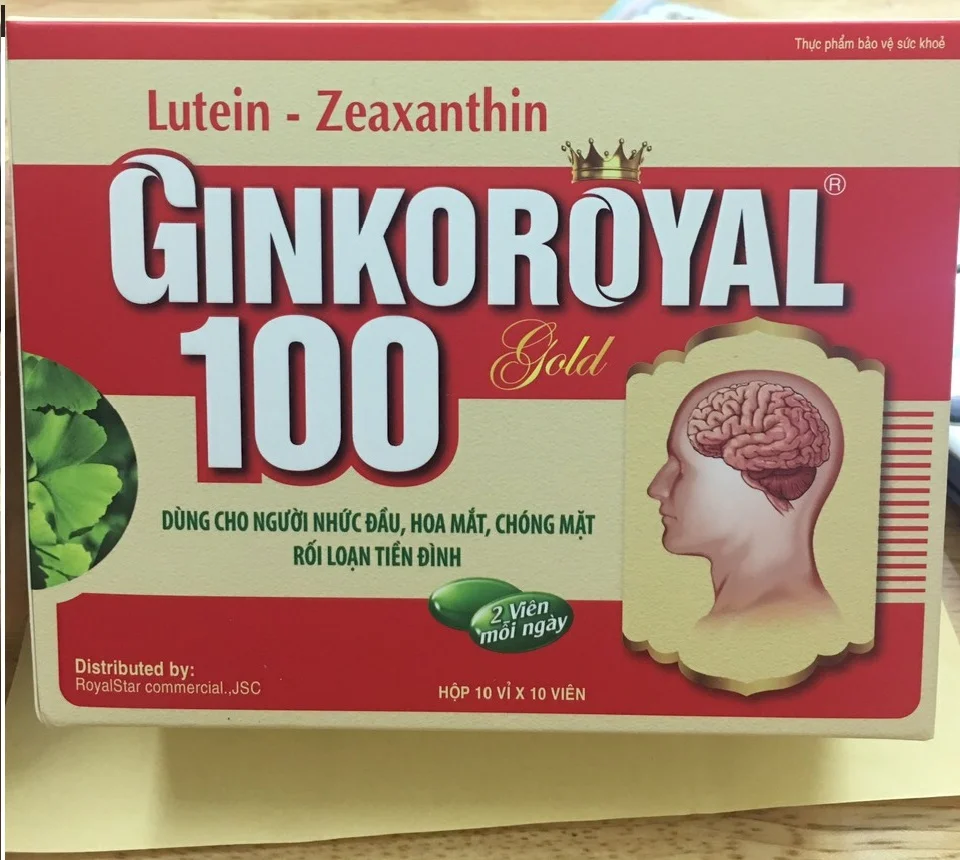 Thực phẩm bảo vệ sức khoẻ
Lutein - Zeaxanthin
GINKOROYAL®
100 Gold
DÙNG CHO NGƯỜI NHỨC ĐẦU, HOA MẮT, CHÓNG MẶT
RỐI LOẠN TIỀN ĐÌNH
2 Viên
mỗi ngày
Distributed by:
RoyalStar commercial.,JSC
HỘP 10 VỈ X 10 VIÊN